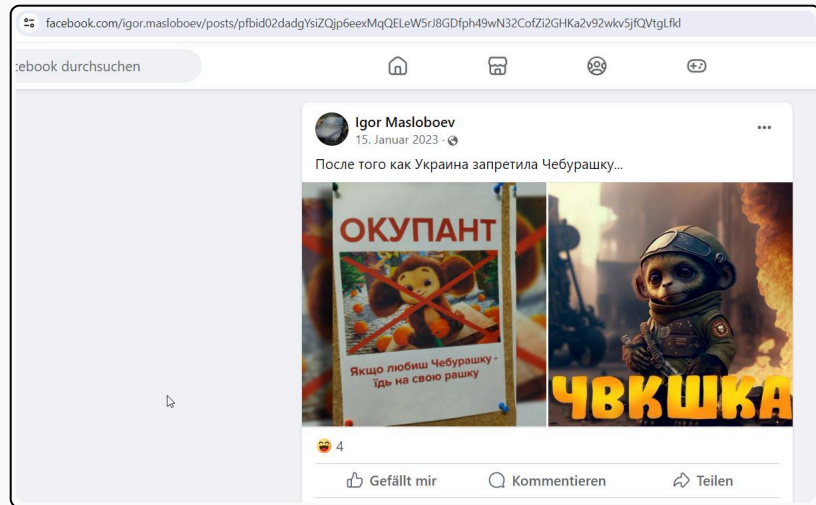 facebook.com/igor.masloboev/posts/pfbid02dadgYsiZQjp6eexMqQELeW5rJ8GDfph49wN32CofZi2GHKa2v92wkv5jfQVtgLfkl
cebook durchsuchen
Igor Masloboev
15. Januar 2023 ·
После того как Украина запретила Чебурашку...
ОКУПАНТ
Якщо любиш Чебурашку -
їдь на свою рашку
ЧВКШКА
4
Gefällt mir
Kommentieren
Teilen